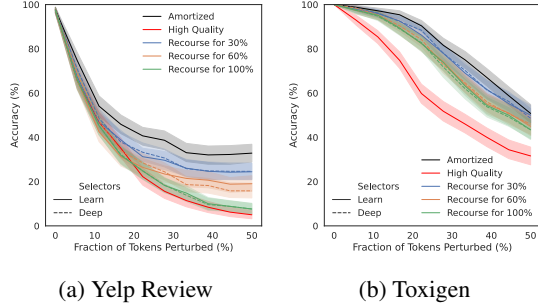 100
80
60
40
20
0
Accuracy (%)
0 10 20 30 40 50
Fraction of Tokens Perturbed (%)
Amortized
High Quality
Recourse for 30%
Recourse for 60%
Recourse for 100%
Selectors
Learn
Deep
(a) Yelp Review
100
80
60
40
20
0
Accuracy (%)
0 10 20 30 40 50
Fraction of Tokens Perturbed (%)
Selectors
Learn
Deep
Amortized
High Quality
Recourse for 30%
Recourse for 60%
Recourse for 100%
(b) Toxigen